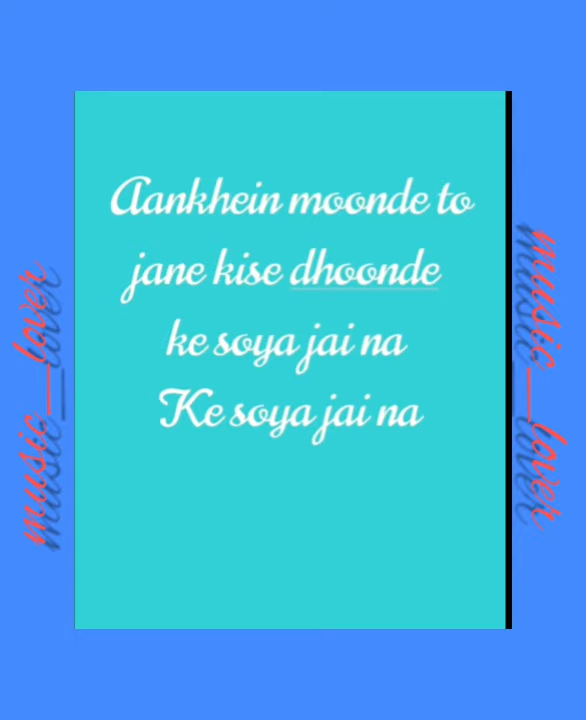 Aankhein moonde to
jane kise dhoonde
ke soya jai na
Ke soya jai na
music__lover
music__lover